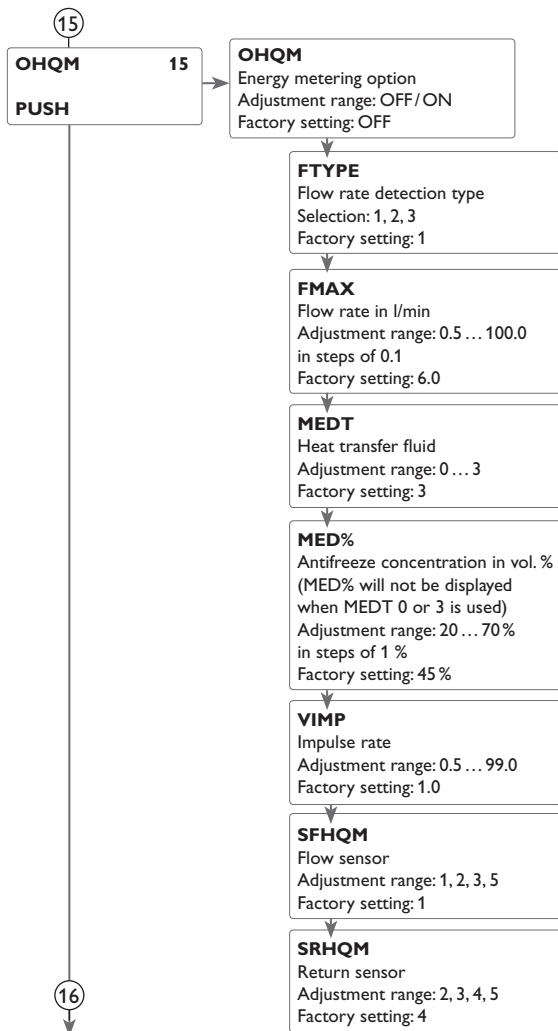 15
OHQM 15
PUSH
OHQM
Energy metering option
Adjustment range: OFF / ON
Factory setting: OFF
FTYPE
Flow rate detection type
Selection: 1, 2, 3
Factory setting: 1
FMAX
Flow rate in l/min
Adjustment range: 0.5 … 100.0
in steps of 0.1
Factory setting: 6.0
MEDT
Heat transfer fluid
Adjustment range: 0 … 3
Factory setting: 3
MED%
Antifreeze concentration in vol. %
(MED% will not be displayed
when MEDT 0 or 3 is used)
Adjustment range: 20 … 70 %
in steps of 1 %
Factory setting: 45 %
VIMP
Impulse rate
Adjustment range: 0.5 … 99.0
Factory setting: 1.0
SFHQM
Flow sensor
Adjustment range: 1, 2, 3, 5
Factory setting: 1
SRHQM
Return sensor
Adjustment range: 2, 3, 4, 5
Factory setting: 4
16